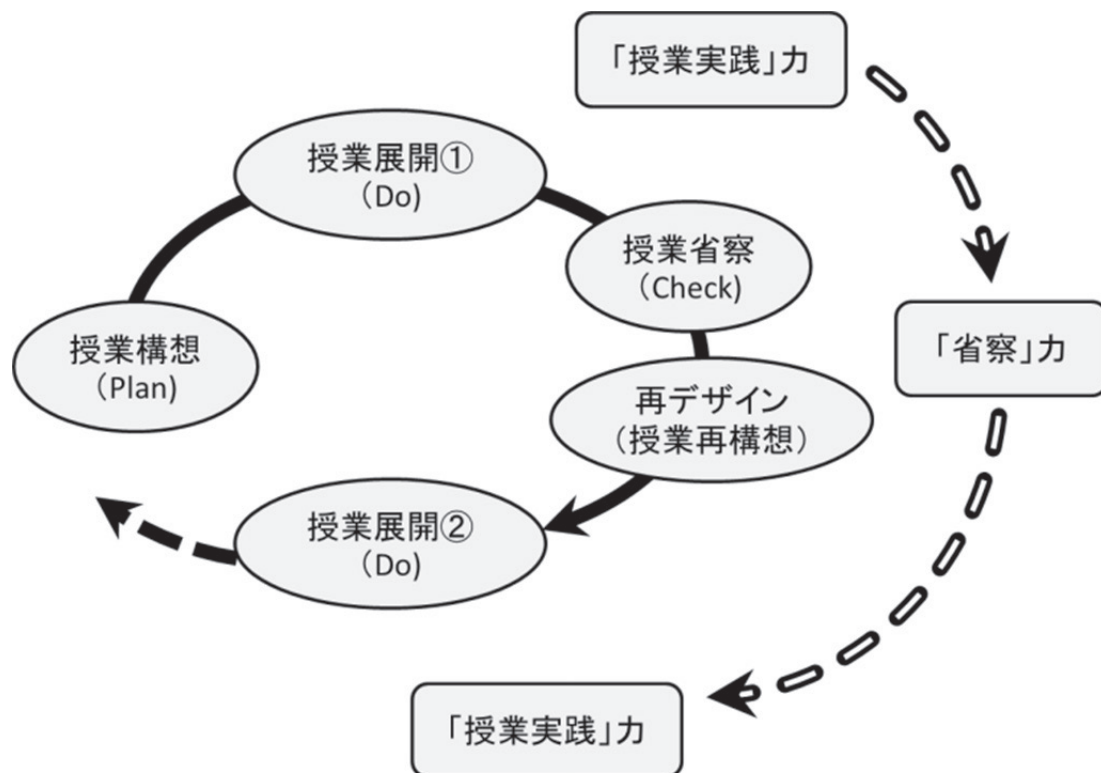 「授業実践」力
授業展開①
（Do)
授業省察
（Check)
「省察」力
授業構想
（Plan)
再デザイン
（授業再構想）
授業展開②
（Do)
「授業実践」力